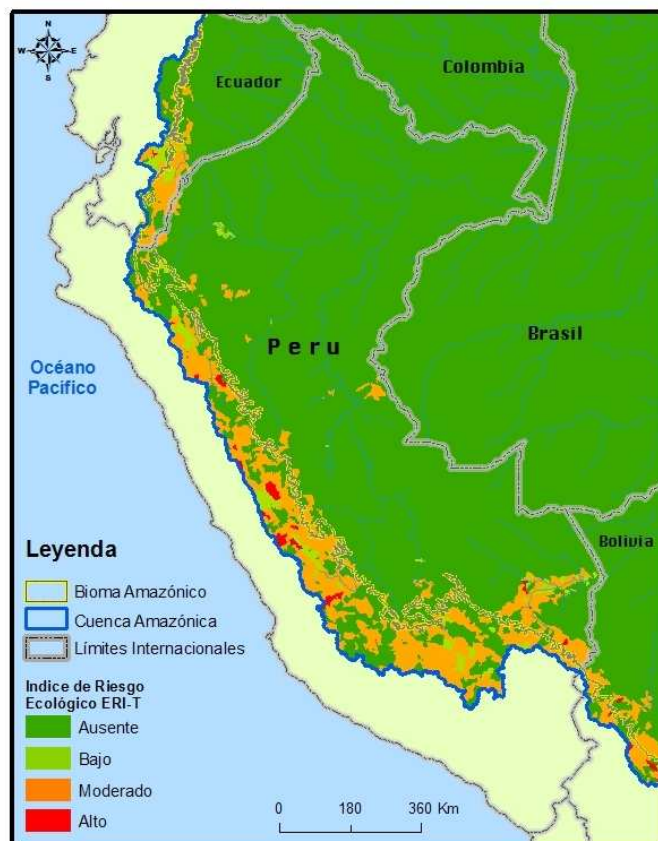 N
W E
S
Ecuador
Colombia
Peru
Brasil
Océano
Pacifico
Bolivia
Leyenda
Bioma Amazónico
Cuenca Amazónica
Límites Internacionales
Indice de Riesgo
Ecológico ERI-T
Ausente
Bajo
Moderado
Alto
0 180 360 Km